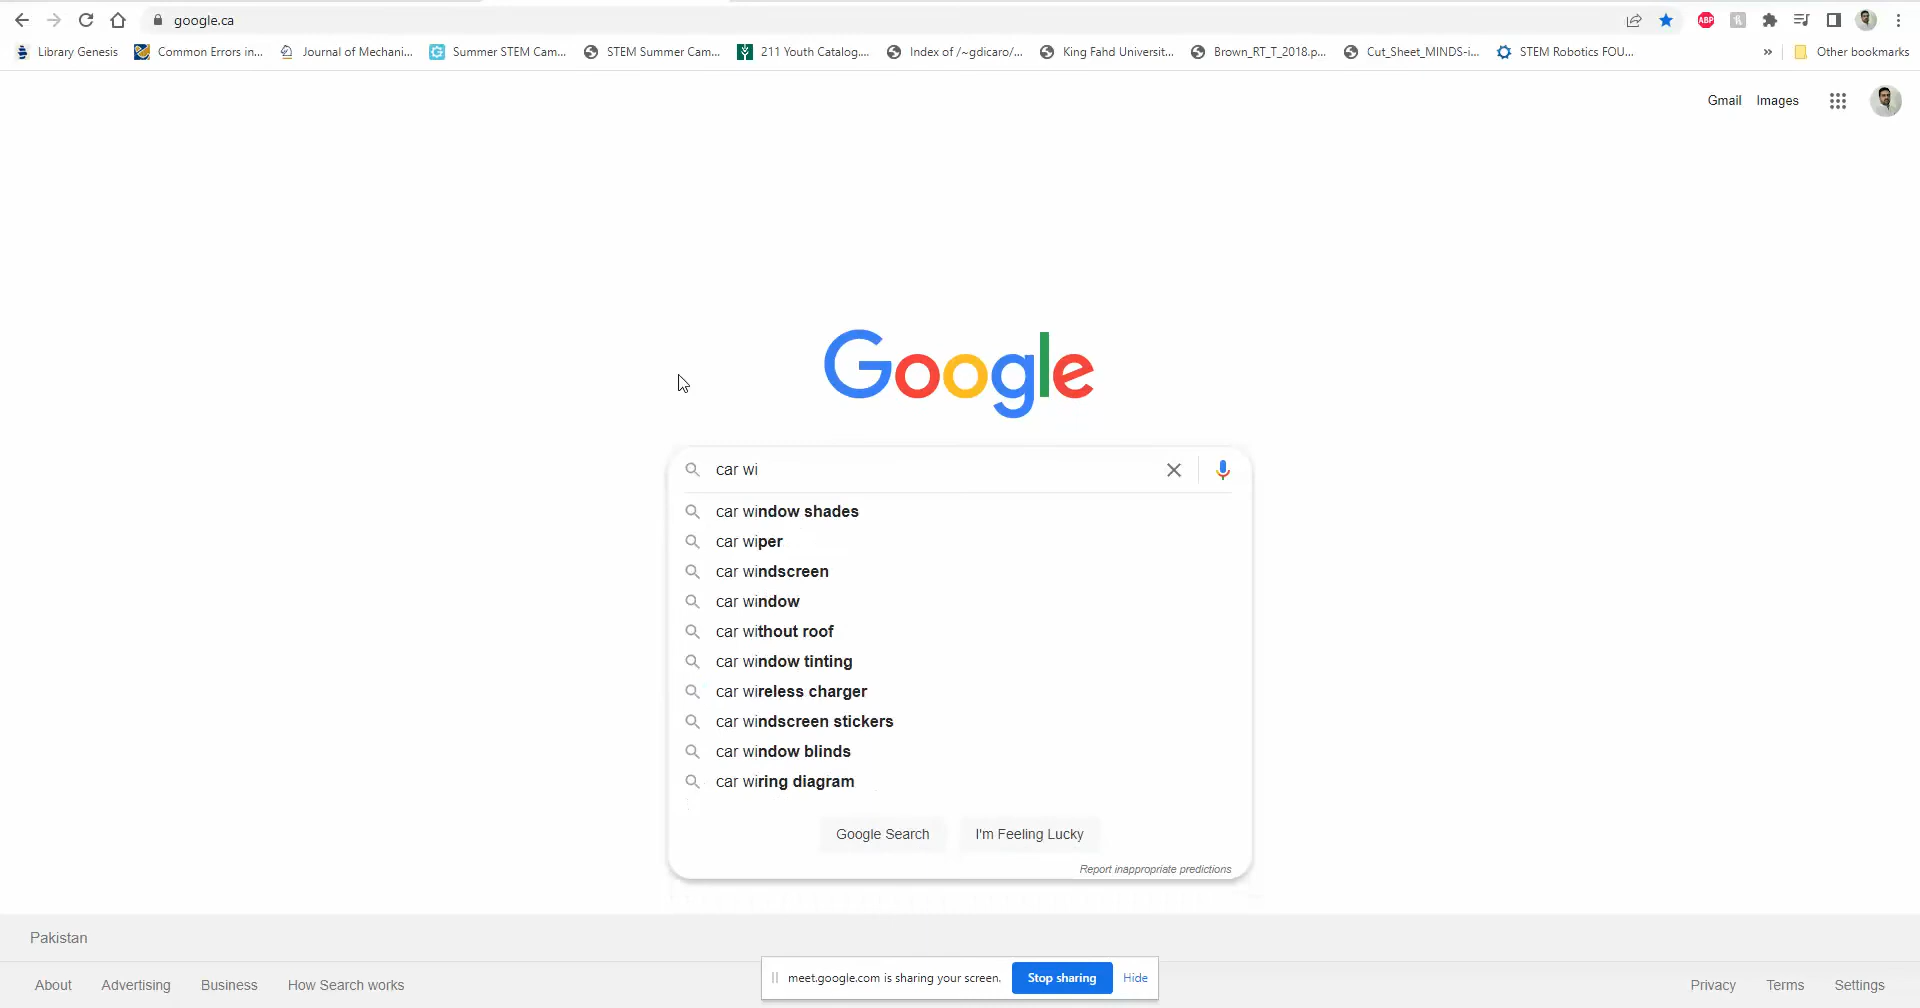 google.ca
Library Genesis Common Errors in... Journal of Mechani... Summer STEM Cam... STEM Summer Cam... 211 Youth Catalog.... Index of /~gdicaro/... King Fahd Universit... Brown_RT_T_2018.p... Cut_Sheet_MINDS-i... STEM Robotics FOU... » Other bookmarks
Gmail Images
Google
car wi
car window shades
car wiper
car windscreen
car window
car without roof
car window tinting
car wireless charger
car windscreen stickers
car window blinds
car wiring diagram
Google Search I'm Feeling Lucky
Report inappropriate predictions
Pakistan
About Advertising Business How Search works Privacy Terms Settings
meet.google.com is sharing your screen. Stop sharing Hide
ABP